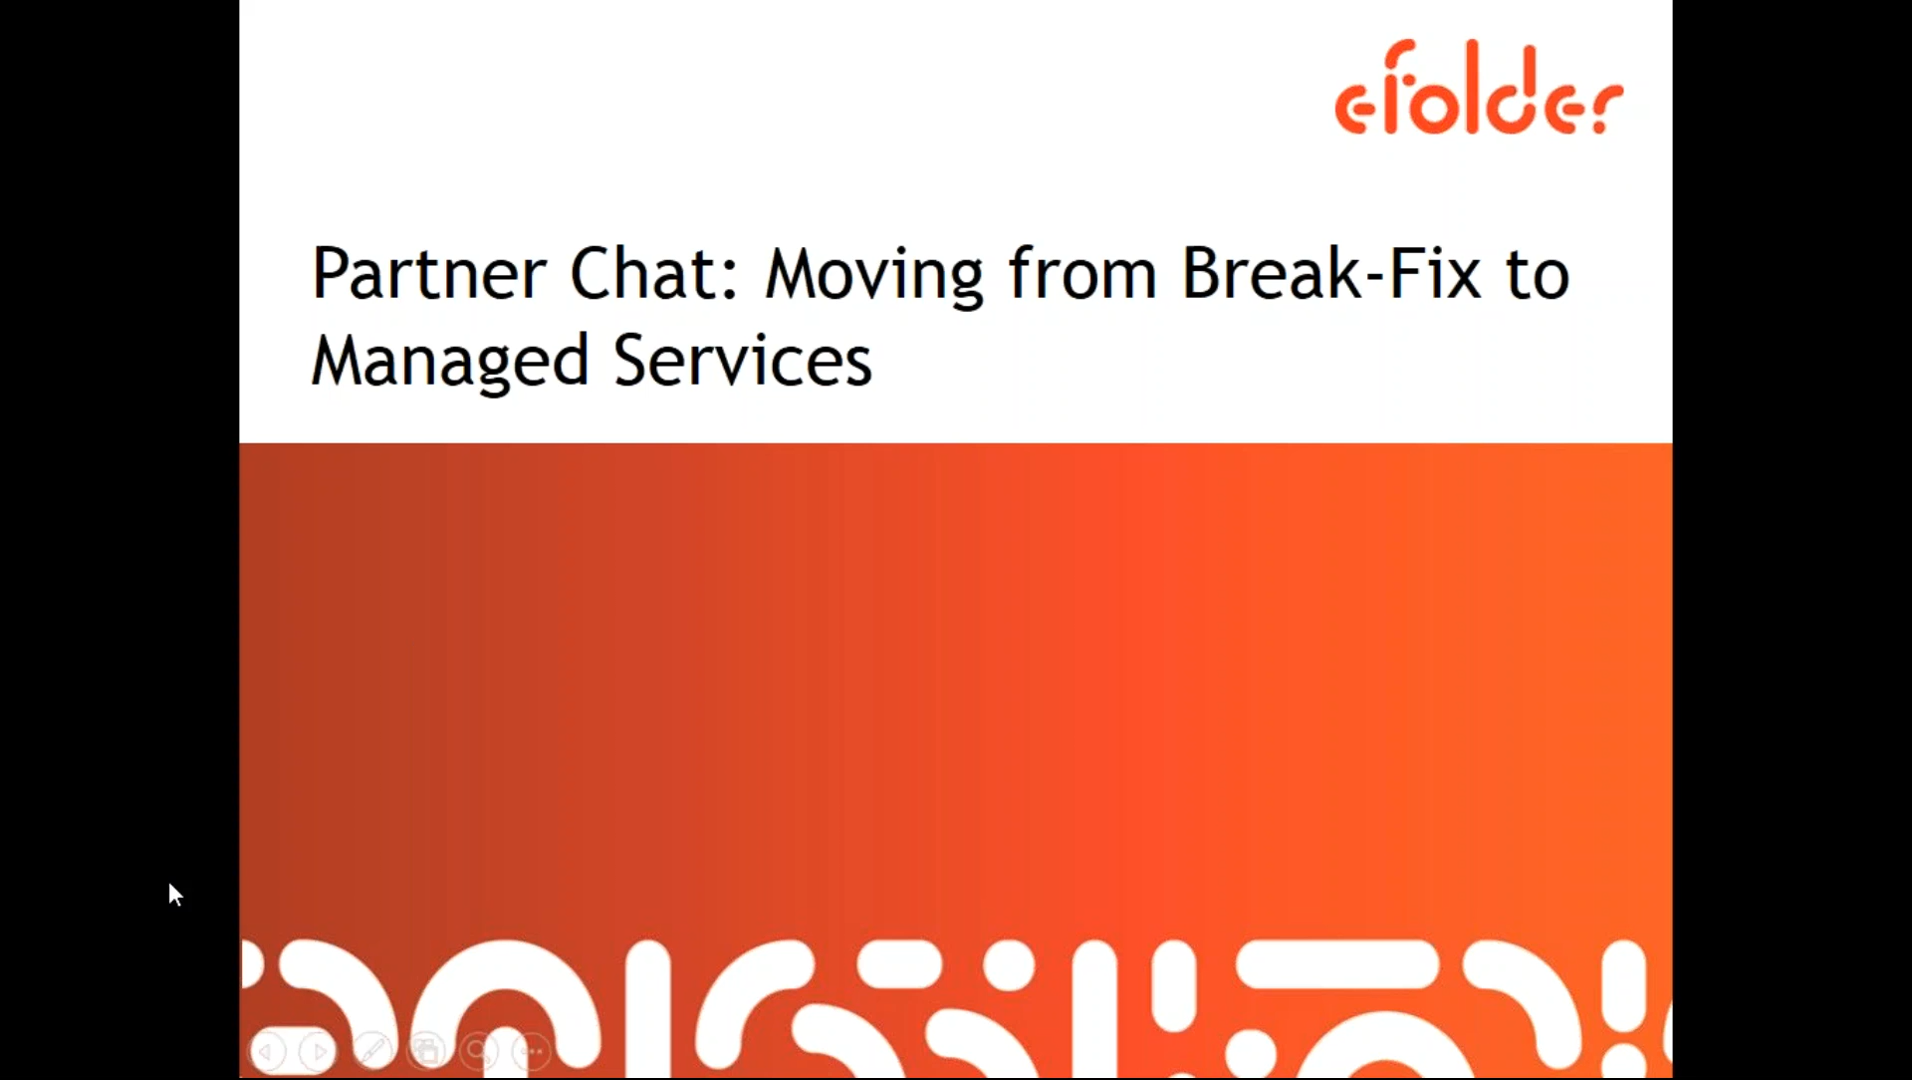 efolder
Partner Chat: Moving from Break-Fix to
Managed Services